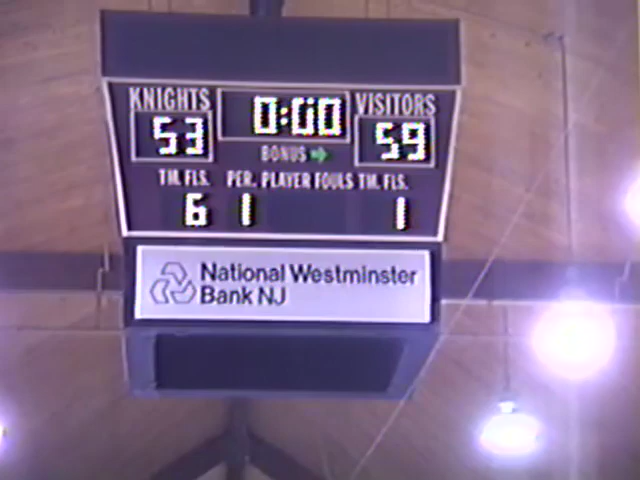 KNIGHTS 0:00 VISITORS
53 59
BONUS →
TM. FLS. PER. PLAYER FOULS TM. FLS.
6 1 1
National Westminster
Bank NJ